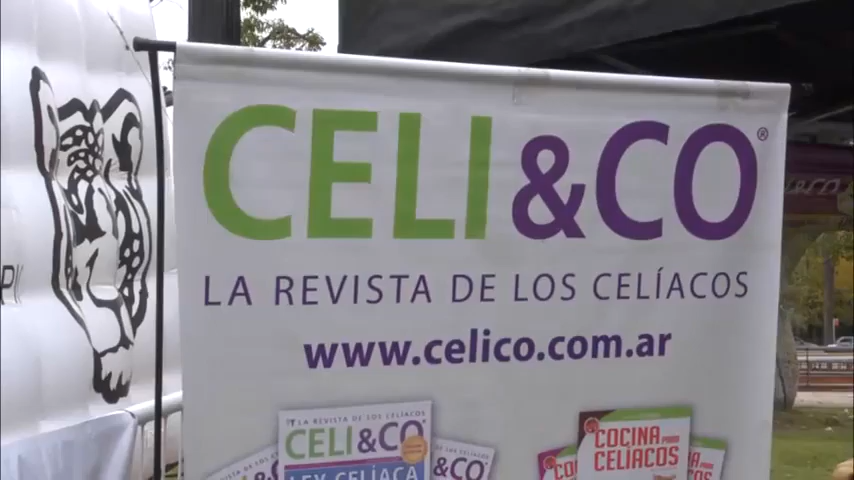 CELI&CO®
LA REVISTA DE LOS CELÍACOS
www.celico.com.ar
LA REVISTA DE LOS CELÍACOS
CELI&CO
LEY CELÍACA
&CO
COCINA PARA
CELIACOS